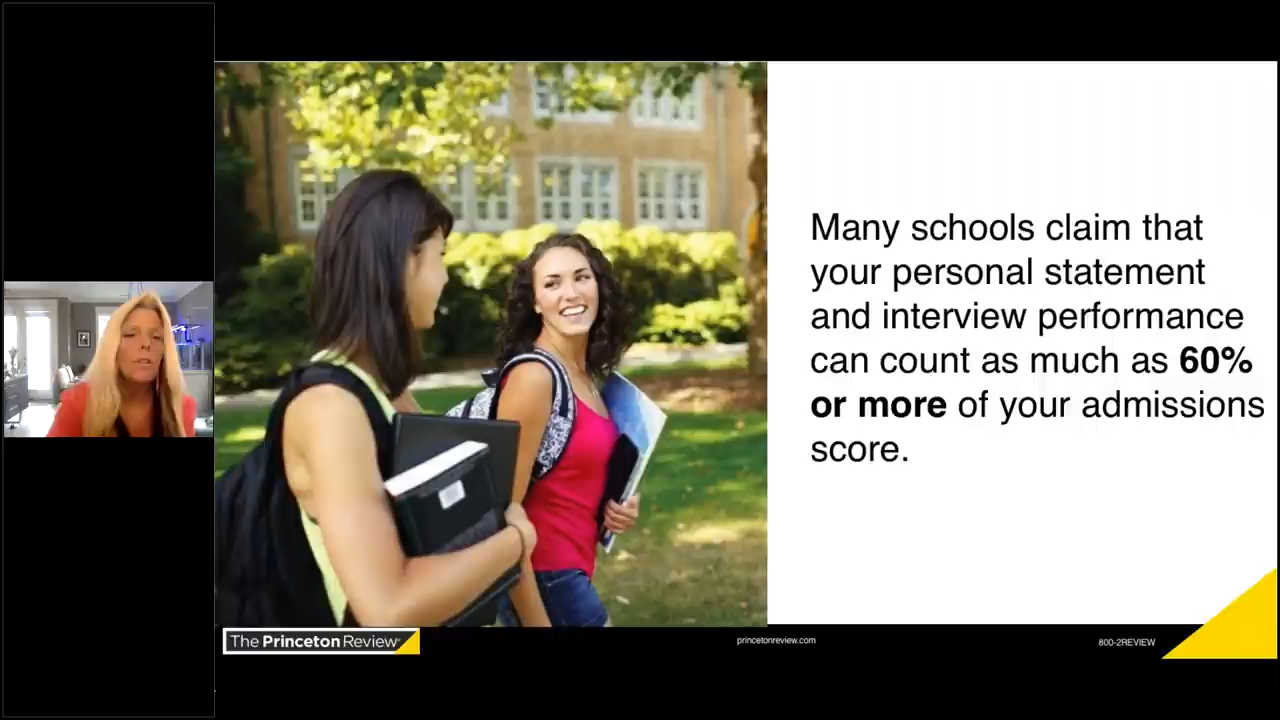 Many schools claim that
your personal statement
and interview performance
can count as much as 60%
or more of your admissions
score.
The Princeton Review
princetonreview.com
800-2REVIEW